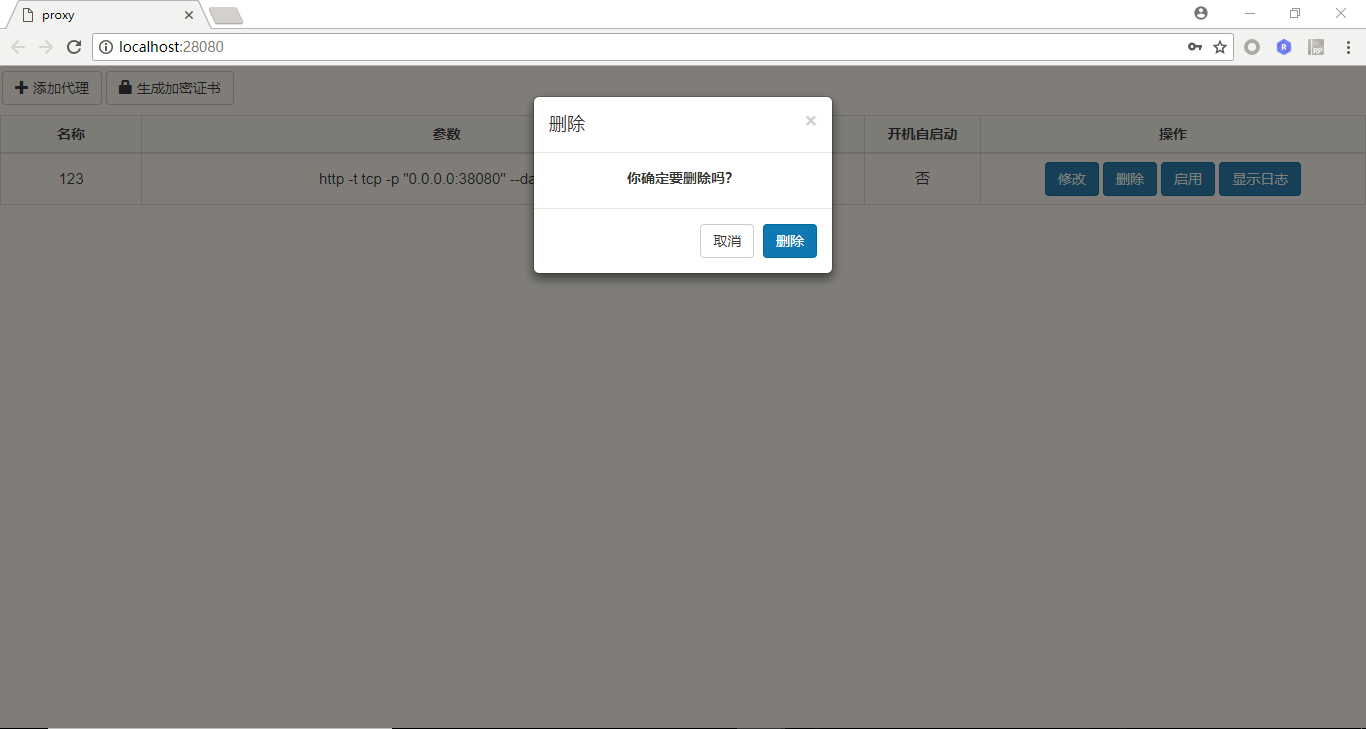 proxy
localhost:28080
添加代理
生成加密证书
名称
参数
开机自启动
操作
123
http -t tcp -p "0.0.0.0:38080" --da
否
修改
删除
启用
显示日志
删除
×
你确定要删除吗?
取消
删除